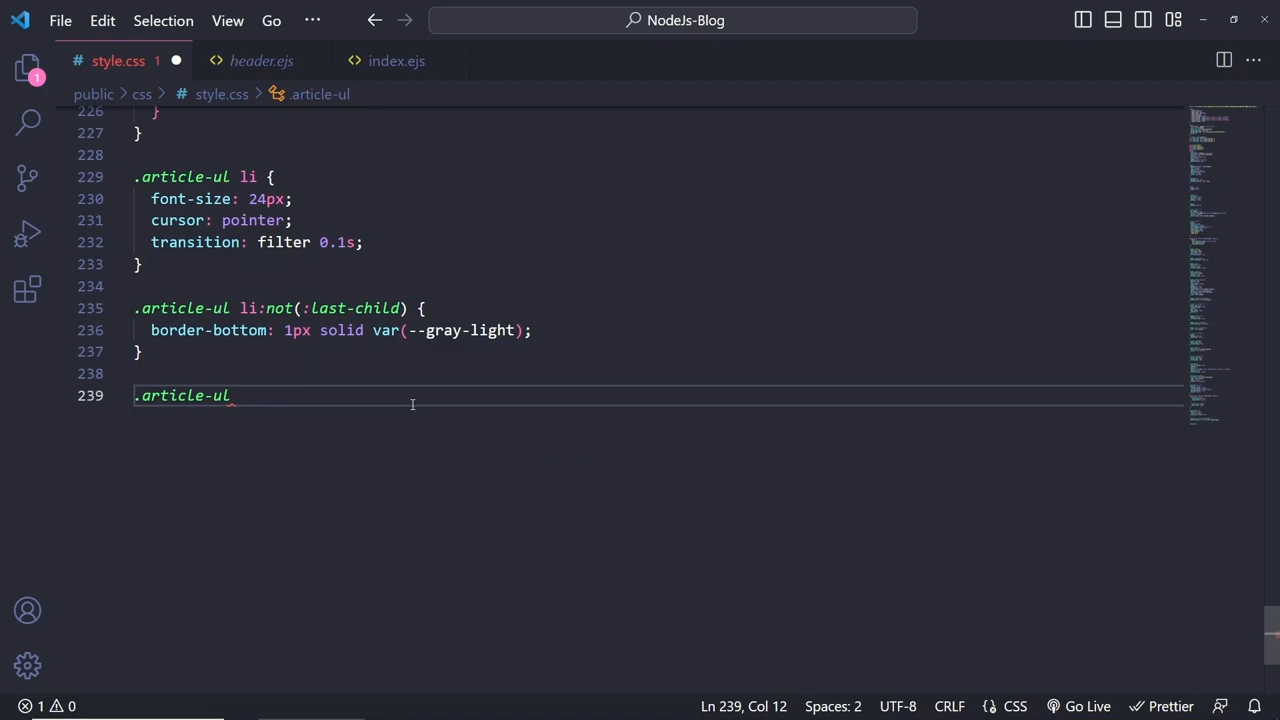 File Edit Selection View Go ··· NodeJs-Blog
1
# style.css 1 header.ejs index.ejs
public > css > # style.css > .article-ul
226 }
227 }
228
229 .article-ul li {
230 font-size: 24px;
231 cursor: pointer;
232 transition: filter 0.1s;
233 }
234
235 .article-ul li:not(:last-child) {
236 border-bottom: 1px solid var(--gray-light);
237 }
238
239 .article-ul
1 0 Ln 239, Col 12 Spaces: 2 UTF-8 CRLF {} CSS Go Live Prettier